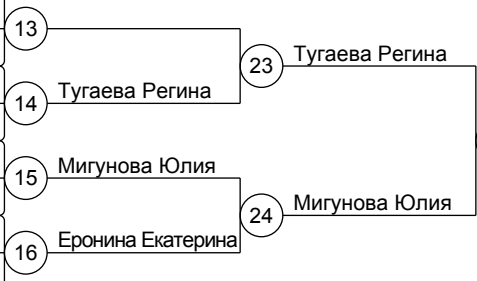 13
Тугаева Регина
23
14
Тугаева Регина
Мигунова Юлия
15
Мигунова Юлия
24
16
Еронина Екатерина